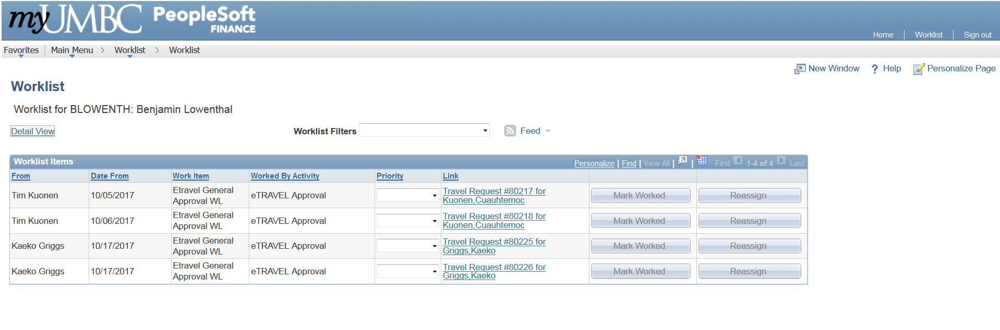 myUMBC PeopleSoft FINANCE
Home Worklist Sign out
Favorites Main Menu > Worklist > Worklist
New Window ? Help Personalize Page
Worklist
Worklist for BLOWENTH: Benjamin Lowenthal
Detail View Worklist Filters Feed
Worklist Items Personalize | Find | View All | | First 1-4 of 4 Last
From Date From Work Item Worked By Activity Priority Link
Tim Kuonen 10/05/2017 Etravel General Approval WL eTRAVEL Approval Travel Request #80217 for Kuonen,Cuauhtemoc Mark Worked Reassign
Tim Kuonen 10/06/2017 Etravel General Approval WL eTRAVEL Approval Travel Request #80218 for Kuonen,Cuauhtemoc Mark Worked Reassign
Kaeko Griggs 10/17/2017 Etravel General Approval WL eTRAVEL Approval Travel Request #80225 for Griggs,Kaeko Mark Worked Reassign
Kaeko Griggs 10/17/2017 Etravel General Approval WL eTRAVEL Approval Travel Request #80226 for Griggs,Kaeko Mark Worked Reassign